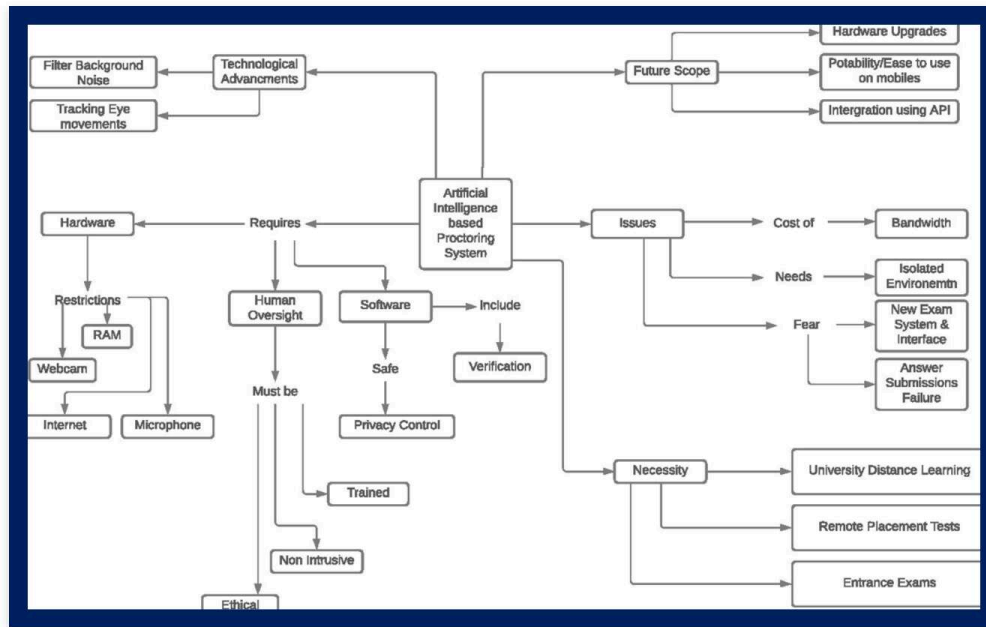 Hardware Upgrades
Filter Background
Noise
Technological
Advancments
Future Scope
Potability/Ease to use
on mobiles
Tracking Eye
movements
Intergration using API
Artificial
Intelligence
based
Proctoring
System
Hardware
Requires
Issues
Cost of
Bandwidth
Restrictions
RAM
Webcam
Internet
Microphone
Human
Oversight
Software
Include
Verification
Safe
Privacy Control
Must be
Trained
Non Intrusive
Ethical
Needs
Isolated
Environemtn
Fear
New Exam
System &
Interface
Answer
Submissions
Failure
Necessity
University Distance Learning
Remote Placement Tests
Entrance Exams